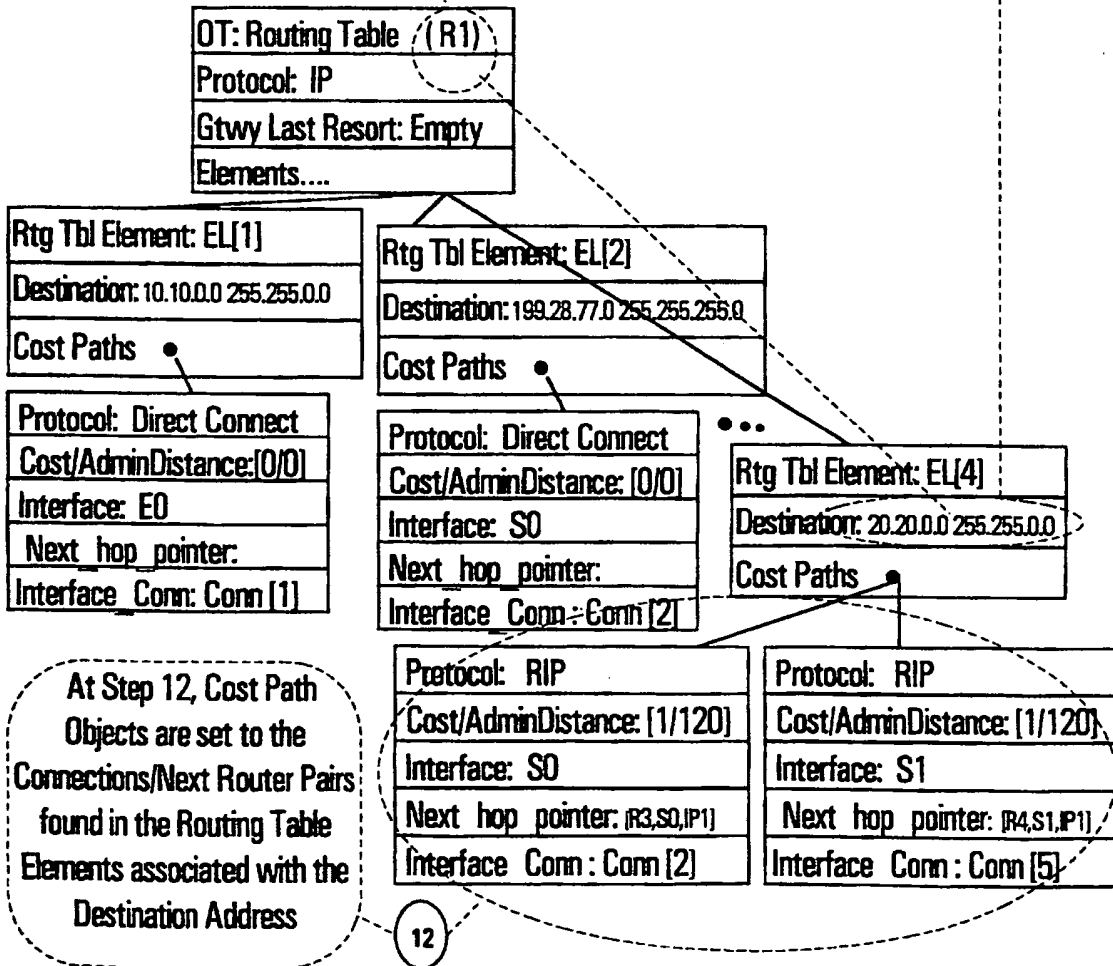 OT: Routing Table (R1)
Protocol: IP
Gtwy Last Resort: Empty
Elements....
Rtg Tbl Element: EL[1]
Destination: 10.10.0.0 255.255.0.0
Cost Paths
Protocol: Direct Connect
Cost/AdminDistance:[0/0]
Interface: E0
Next_hop_pointer:
Interface_Conn: Conn [1]
Rtg Tbl Element: EL[2]
Destination: 199.28.77.0 255.255.255.0
Cost Paths
Protocol: Direct Connect
Cost/AdminDistance: [0/0]
Interface: S0
Next_hop_pointer:
Interface_Conn : Conn [2]
Rtg Tbl Element: EL[4]
Destination: 20.20.0.0 255.255.0.0
Cost Paths
Protocol: RIP
Cost/AdminDistance: [1/120]
Interface: S0
Next hop pointer: [R3,S0,IP1]
Interface Conn : Conn [2]
Protocol: RIP
Cost/AdminDistance: [1/120]
Interface: S1
Next hop pointer: [R4,S1,IP1]
Interface Conn : Conn [5]
At Step 12, Cost Path
Objects are set to the
Connections/Next Router Pairs
found in the Routing Table
Elements associated with the
Destination Address
12